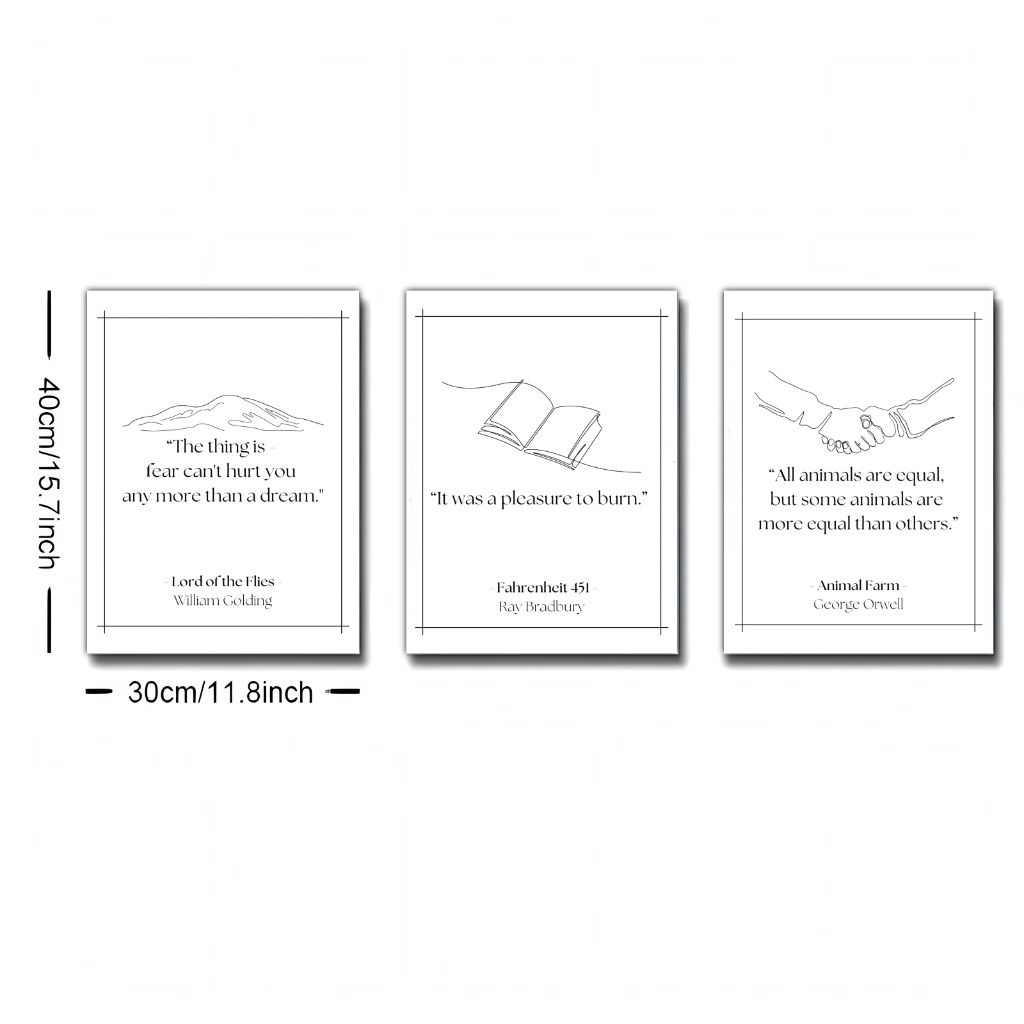 40cm/15.7inch
“The thing is -
fear can't hurt you
any more than a dream."
- Lord of the Flies -
William Golding
“It was a pleasure to burn.”
- Fahrenheit 451 -
Ray Bradbury
“All animals are equal,
but some animals are
more equal than others.”
- Animal Farm -
George Orwell
30cm/11.8inch